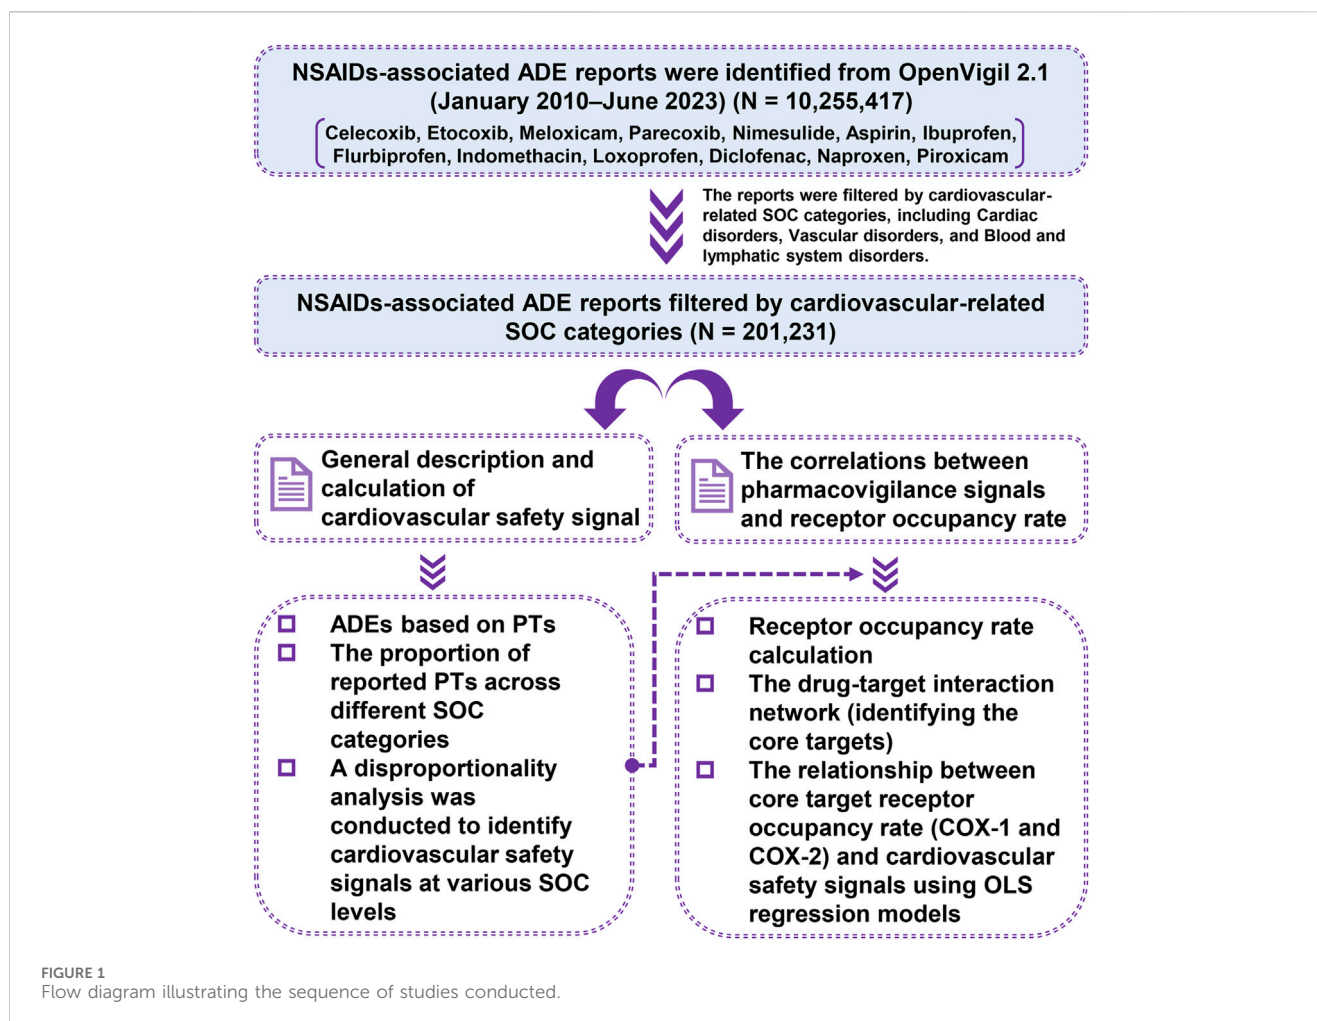 NSAIDs-associated ADE reports were identified from OpenVigil 2.1
(January 2010–June 2023) (N = 10,255,417)
Celecoxib, Etocoxib, Meloxicam, Parecoxib, Nimesulide, Aspirin, Ibuprofen,
Flurbiprofen, Indomethacin, Loxoprofen, Diclofenac, Naproxen, Piroxicam
The reports were filtered by cardiovascular-
related SOC categories, including Cardiac
disorders, Vascular disorders, and Blood and
lymphatic system disorders.
NSAIDs-associated ADE reports filtered by cardiovascular-related
SOC categories (N = 201,231)
General description and
calculation of
cardiovascular safety signal
The correlations between
pharmacovigilance signals
and receptor occupancy rate
ADEs based on PTs
The proportion of
reported PTs across
different SOC
categories
A disproportionality
analysis was
conducted to identify
cardiovascular safety
signals at various SOC
levels
Receptor occupancy rate
calculation
The drug-target interaction
network (identifying the
core targets)
The relationship between
core target receptor
occupancy rate (COX-1 and
COX-2) and cardiovascular
safety signals using OLS
regression models
FIGURE 1
Flow diagram illustrating the sequence of studies conducted.